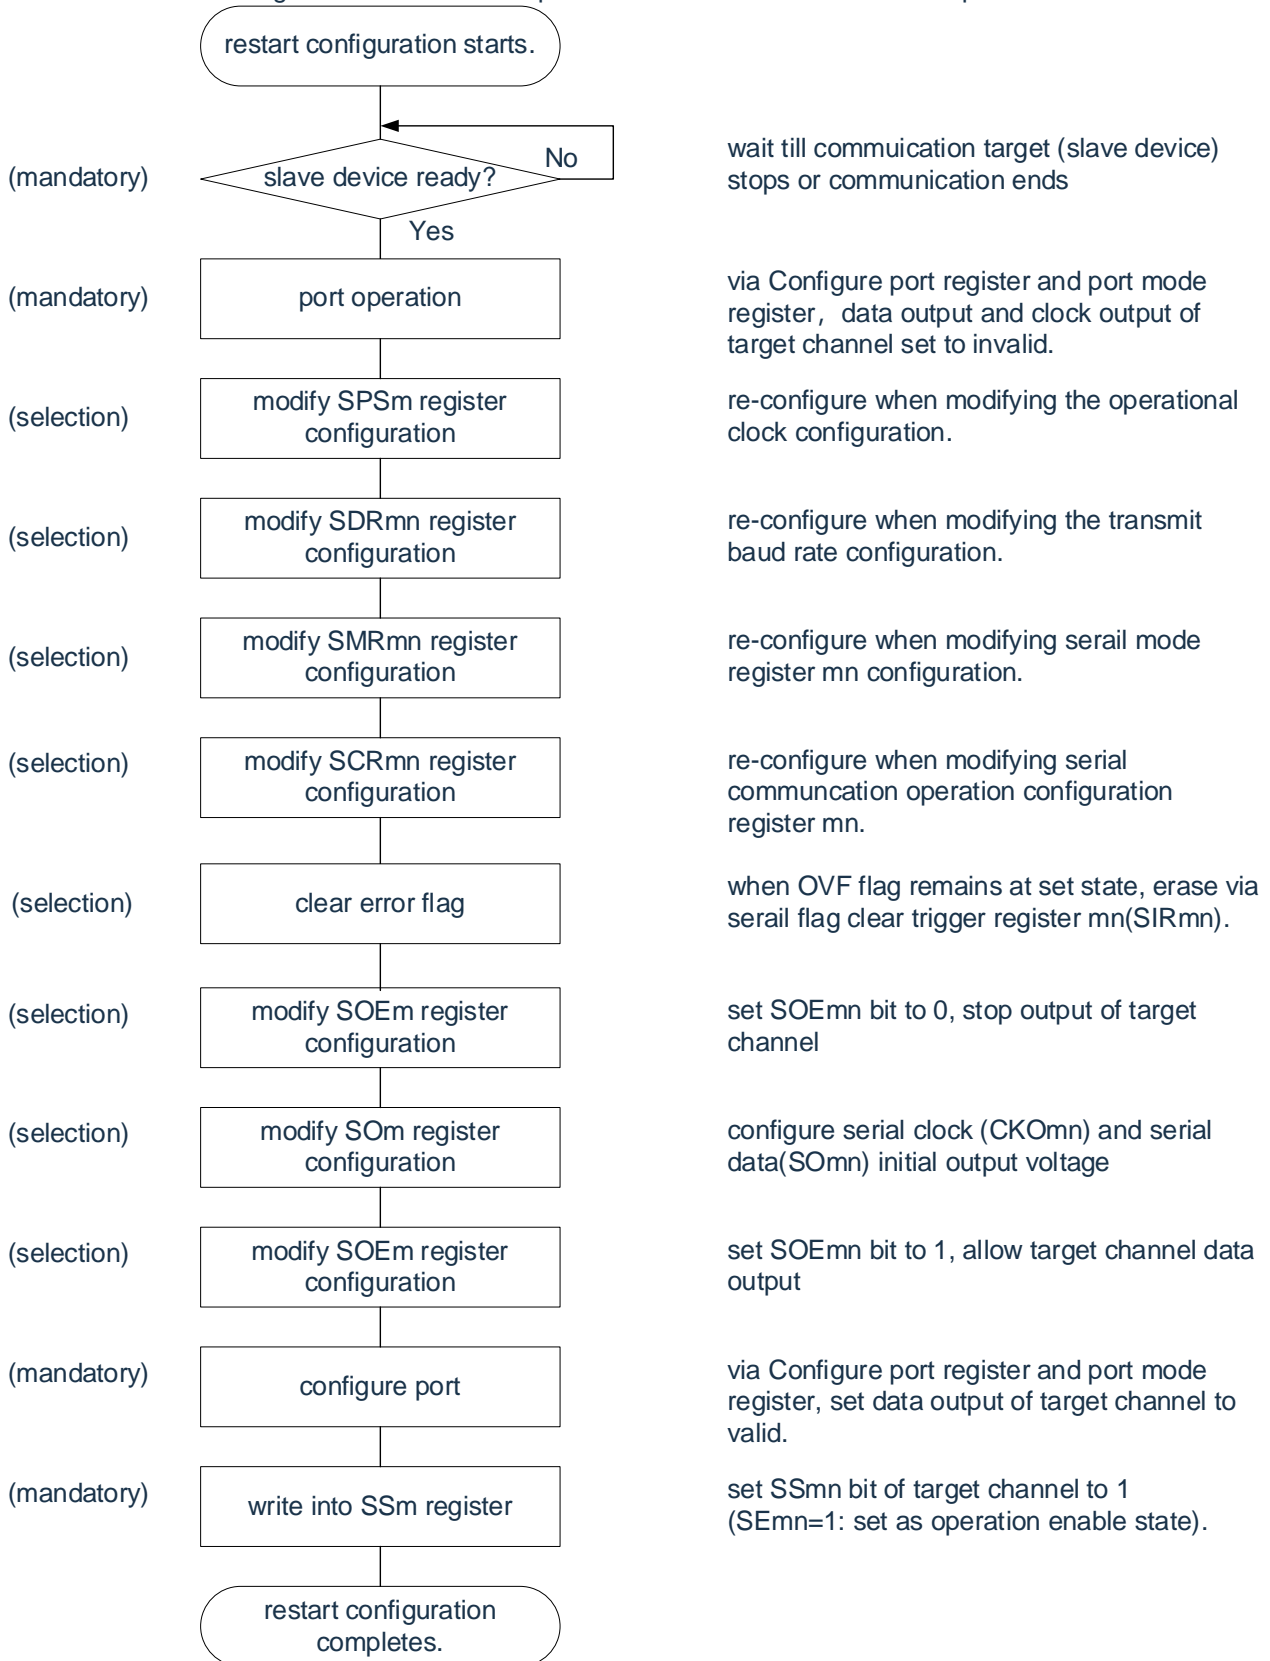 restart configuration starts.
No
(mandatory)
slave device ready?
wait till commuication target (slave device)
stops or communication ends
Yes
(mandatory)
port operation
via Configure port register and port mode
register，data output and clock output of
target channel set to invalid.
(selection)
modify SPSm register
configuration
re-configure when modifying the operational
clock configuration.
(selection)
modify SDRmn register
configuration
re-configure when modifying the transmit
baud rate configuration.
(selection)
modify SMRmn register
configuration
re-configure when modifying serail mode
register mn configuration.
(selection)
modify SCRmn register
configuration
re-configure when modifying serial
communcation operation configuration
register mn.
(selection)
clear error flag
when OVF flag remains at set state, erase via
serail flag clear trigger register mn(SIRmn).
(selection)
modify SOEm register
configuration
set SOEmn bit to 0, stop output of target
channel
(selection)
modify SOm register
configuration
configure serial clock (CKOmn) and serial
data(SOmn) initial output voltage
(selection)
modify SOEm register
configuration
set SOEmn bit to 1, allow target channel data
output
(mandatory)
configure port
via Configure port register and port mode
register, set data output of target channel to
valid.
(mandatory)
write into SSm register
set SSmn bit of target channel to 1
(SEmn=1: set as operation enable state).
restart configuration
completes.